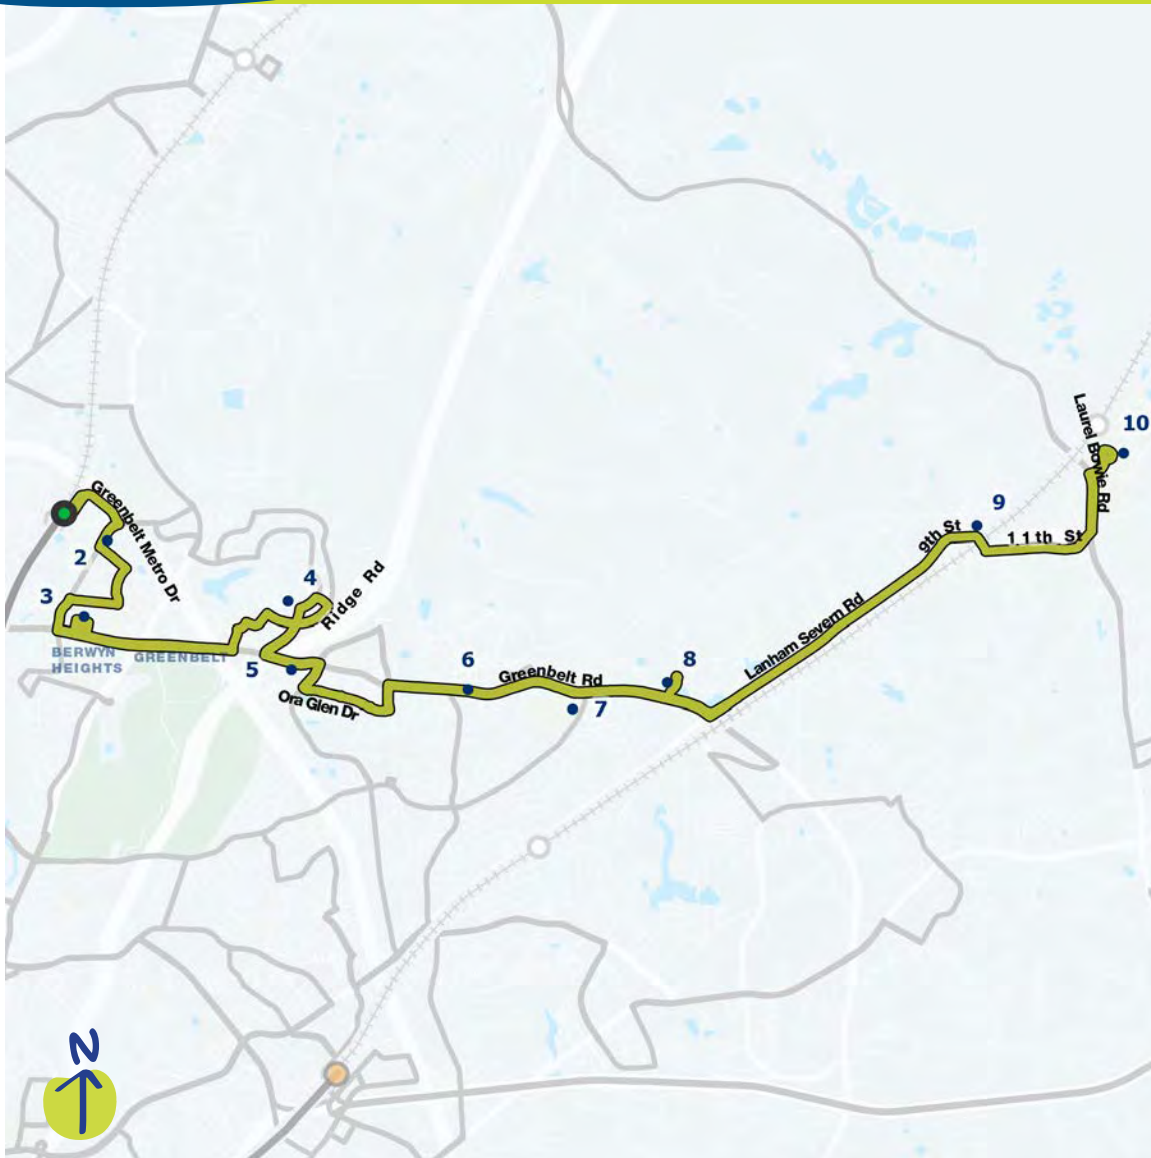 10
Laurel Bowie Rd
Greenbelt Metro Dr
9
9th St
11th St
2
3
4
Ridge Rd
BERWYN
HEIGHTS
GREENBELT
5
6
8
Greenbelt Rd
Lanham Severn Rd
7
Ora Glen Dr
N